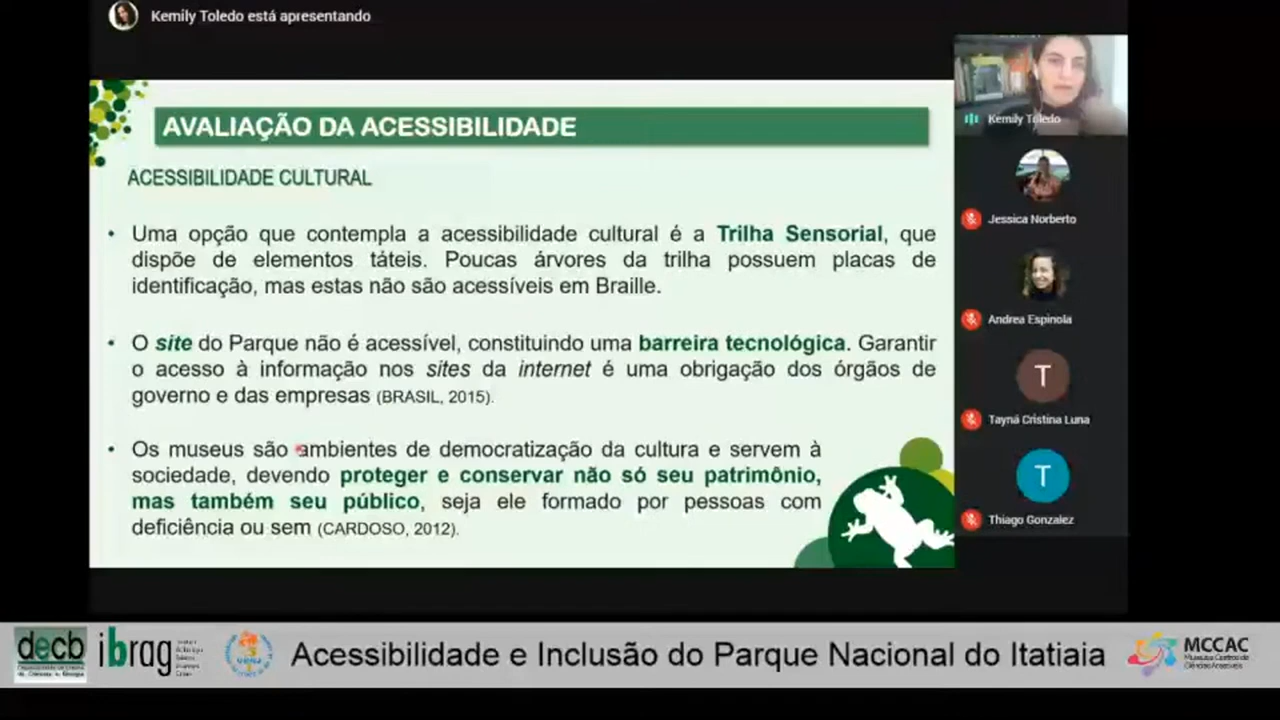 Kemily Toledo está apresentando
AVALIAÇÃO DA ACESSIBILIDADE
ACESSIBILIDADE CULTURAL
• Uma opção que contempla a acessibilidade cultural é a Trilha Sensorial, que
dispõe de elementos táteis. Poucas árvores da trilha possuem placas de
identificação, mas estas não são acessíveis em Braille.
• O site do Parque não é acessível, constituindo uma barreira tecnológica. Garantir
o acesso à informação nos sites da internet é uma obrigação dos órgãos de
governo e das empresas (BRASIL, 2015).
• Os museus são ambientes de democratização da cultura e servem à
sociedade, devendo proteger e conservar não só seu patrimônio,
mas também seu público, seja ele formado por pessoas com
deficiência ou sem (CARDOSO, 2012).
Kemily Toledo
Jessica Norberto
Andrea Espinola
T
Tayná Cristina Luna
T
Thiago Gonzalez
decb
ibrag
UERJ
Acessibilidade e Inclusão do Parque Nacional do Itatiaia
MCCAC
Museus e Centros de
Ciências Acessíveis